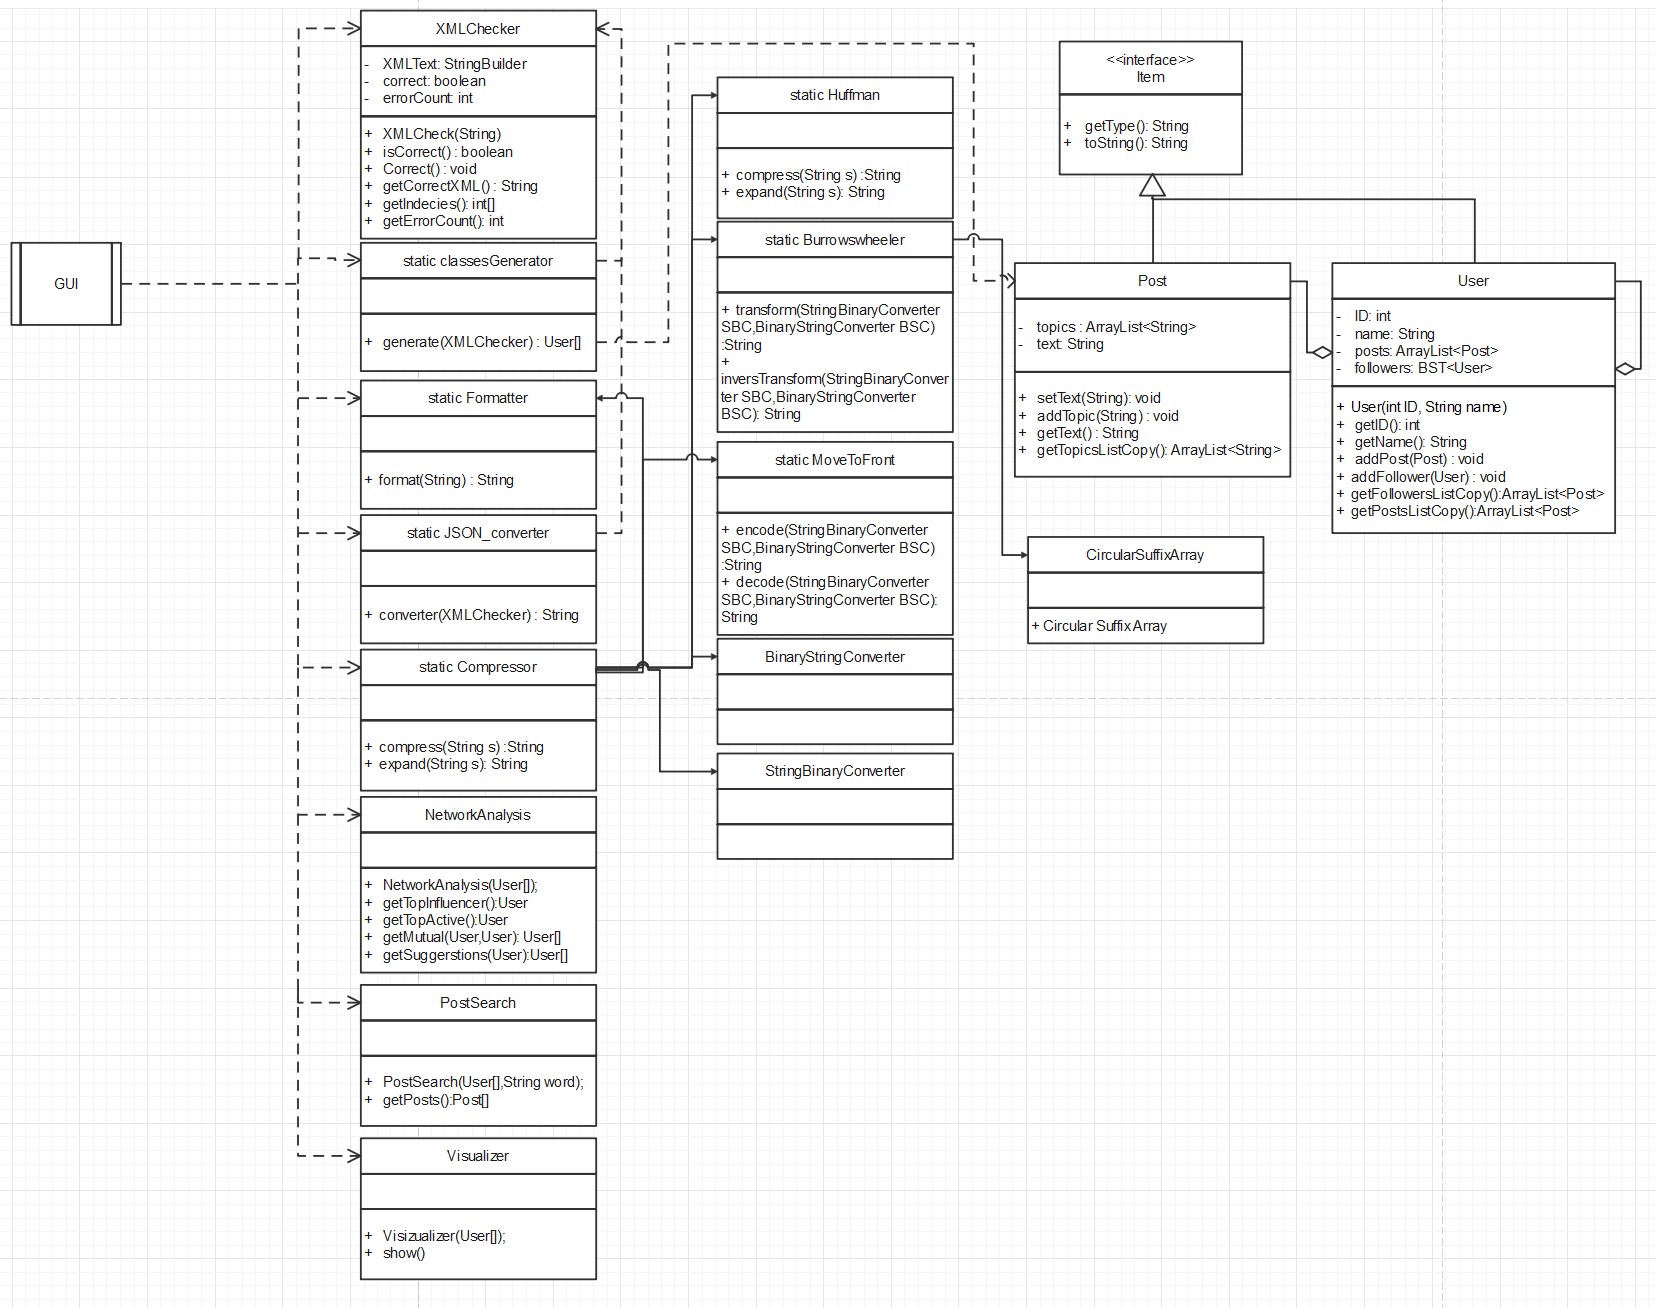 GUI
XMLChecker
- XMLText: StringBuilder
- correct: boolean
- errorCount: int
+ XMLCheck(String)
+ isCorrect() : boolean
+ Correct() : void
+ getCorrectXML() : String
+ getIndecies(): int[]
+ getErrorCount(): int
static classesGenerator
+ generate(XMLChecker) : User[]
static Formatter
+ format(String) : String
static JSON_converter
+ converter(XMLChecker) : String
static Compressor
+ compress(String s) :String
+ expand(String s): String
NetworkAnalysis
+ NetworkAnalysis(User[]);
+ getTopInfluencer():User
+ getTopActive():User
+ getMutual(User,User): User[]
+ getSuggerstions(User):User[]
PostSearch
+ PostSearch(User[],String word);
+ getPosts():Post[]
Visualizer
+ Visizualizer(User[]);
+ show()
static Huffman
+ compress(String s) :String
+ expand(String s): String
static Burrowswheeler
+ transform(StringBinaryConverter
SBC,BinaryStringConverter BSC)
:String
+
inversTransform(StringBinaryConver
ter SBC,BinaryStringConverter
BSC): String
static MoveToFront
+ encode(StringBinaryConverter
SBC,BinaryStringConverter BSC)
:String
+ decode(StringBinaryConverter
SBC,BinaryStringConverter BSC):
String
BinaryStringConverter
StringBinaryConverter
<<interface>>
Item
+ getType(): String
+ toString(): String
Post
- topics : ArrayList<String>
- text: String
+ setText(String): void
+ addTopic(String) : void
+ getText() : String
+ getTopicsListCopy(): ArrayList<String>
User
- ID: int
- name: String
- posts: ArrayList<Post>
- followers: BST<User>
+ User(int ID, String name)
+ getID(): int
+ getName(): String
+ addPost(Post) : void
+ addFollower(User) : void
+ getFollowersListCopy():ArrayList<Post>
+ getPostsListCopy():ArrayList<Post>
CircularSuffixArray
+ Circular SuffixArray